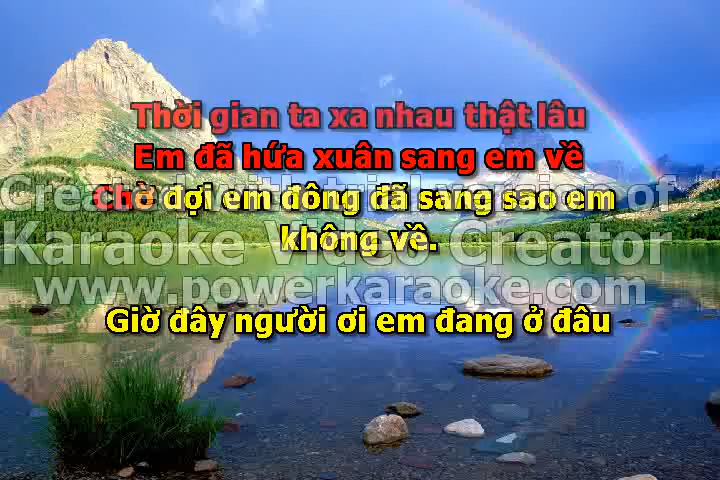 Thời gian ta xa nhau thật lâu
Em đã hứa xuân sang em về
Chờ đợi em đông đã sang sao em
không về.
Giờ đây người ơi em đang ở đâu
Created with trial version of
Karaoke Video Creator
www.powerkaraoke.com